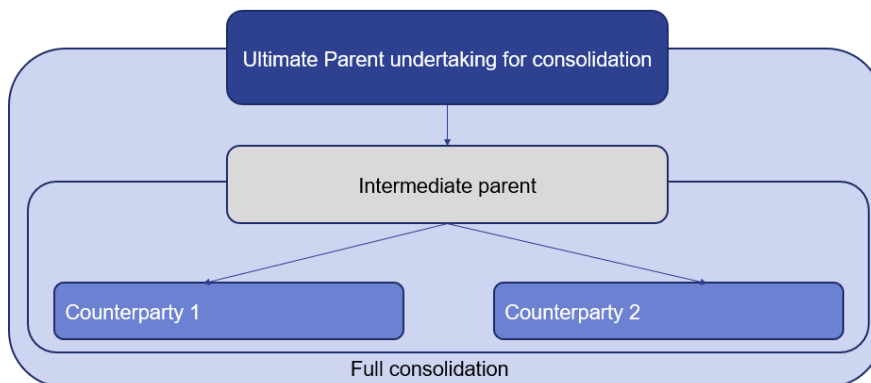 Ultimate Parent undertaking for consolidation
Intermediate parent
Counterparty 1
Counterparty 2
Full consolidation